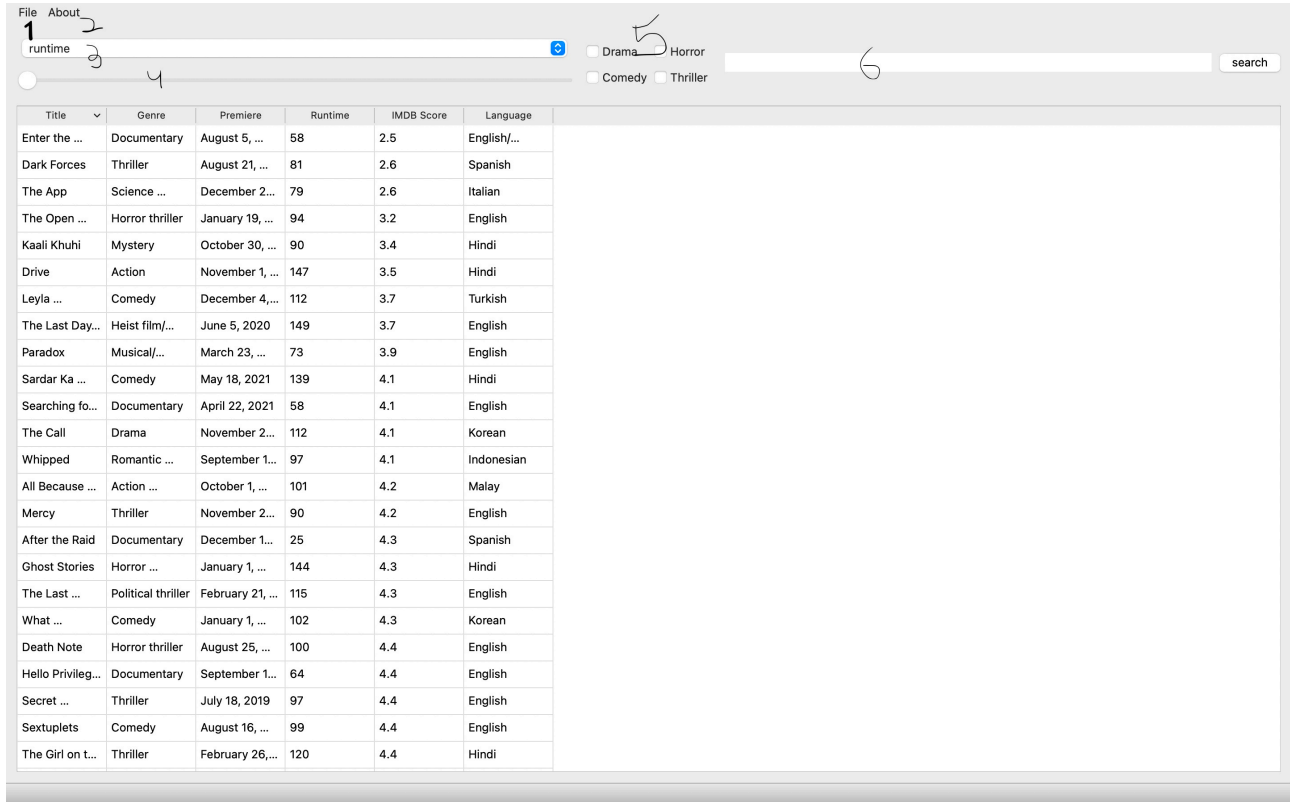 File About
1 2
runtime 3
5
Drama Horror
6
search
4
Comedy Thriller
Title Genre Premiere Runtime IMDB Score Language
Enter the ... Documentary August 5, ... 58 2.5 English/...
Dark Forces Thriller August 21, ... 81 2.6 Spanish
The App Science ... December 2... 79 2.6 Italian
The Open ... Horror thriller January 19, ... 94 3.2 English
Kaali Khuhi Mystery October 30, ... 90 3.4 Hindi
Drive Action November 1, ... 147 3.5 Hindi
Leyla ... Comedy December 4,... 112 3.7 Turkish
The Last Day... Heist film/... June 5, 2020 149 3.7 English
Paradox Musical/... March 23, ... 73 3.9 English
Sardar Ka ... Comedy May 18, 2021 139 4.1 Hindi
Searching fo... Documentary April 22, 2021 58 4.1 English
The Call Drama November 2... 112 4.1 Korean
Whipped Romantic ... September 1... 97 4.1 Indonesian
All Because ... Action ... October 1, ... 101 4.2 Malay
Mercy Thriller November 2... 90 4.2 English
After the Raid Documentary December 1... 25 4.3 Spanish
Ghost Stories Horror ... January 1, ... 144 4.3 Hindi
The Last ... Political thriller February 21, ... 115 4.3 English
What ... Comedy January 1, ... 102 4.3 Korean
Death Note Horror thriller August 25, ... 100 4.4 English
Hello Privileg... Documentary September 1... 64 4.4 English
Secret ... Thriller July 18, 2019 97 4.4 English
Sextuplets Comedy August 16, ... 99 4.4 English
The Girl on t... Thriller February 26,... 120 4.4 Hindi